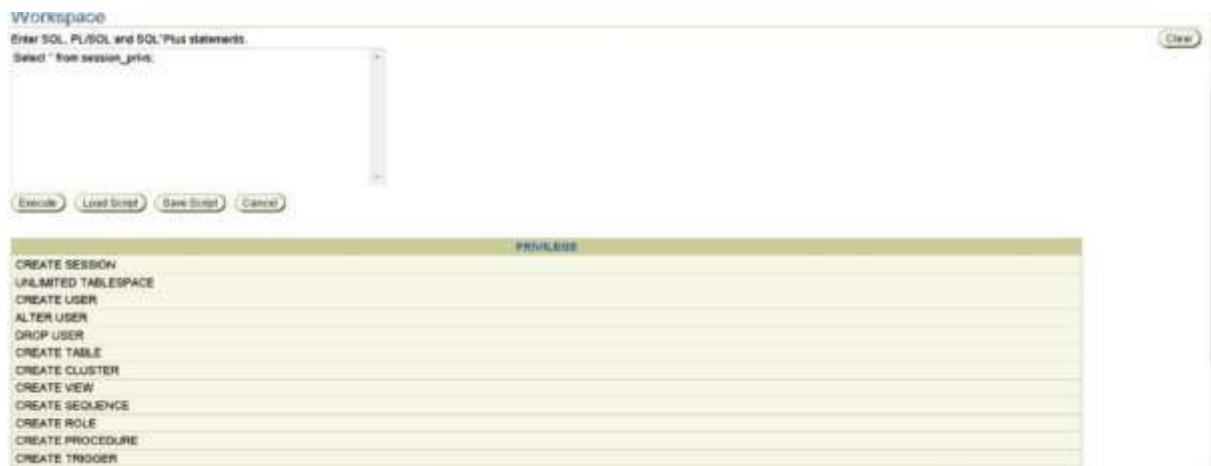 Workspace
Enter SQL, PL/SQL and SQL*Plus statements.
Clear
Select * from session_privs;
Execute Load Script Save Script Cancel
PRIVILEGE
CREATE SESSION
UNLIMITED TABLESPACE
CREATE USER
ALTER USER
DROP USER
CREATE TABLE
CREATE CLUSTER
CREATE VIEW
CREATE SEQUENCE
CREATE ROLE
CREATE PROCEDURE
CREATE TRIGGER